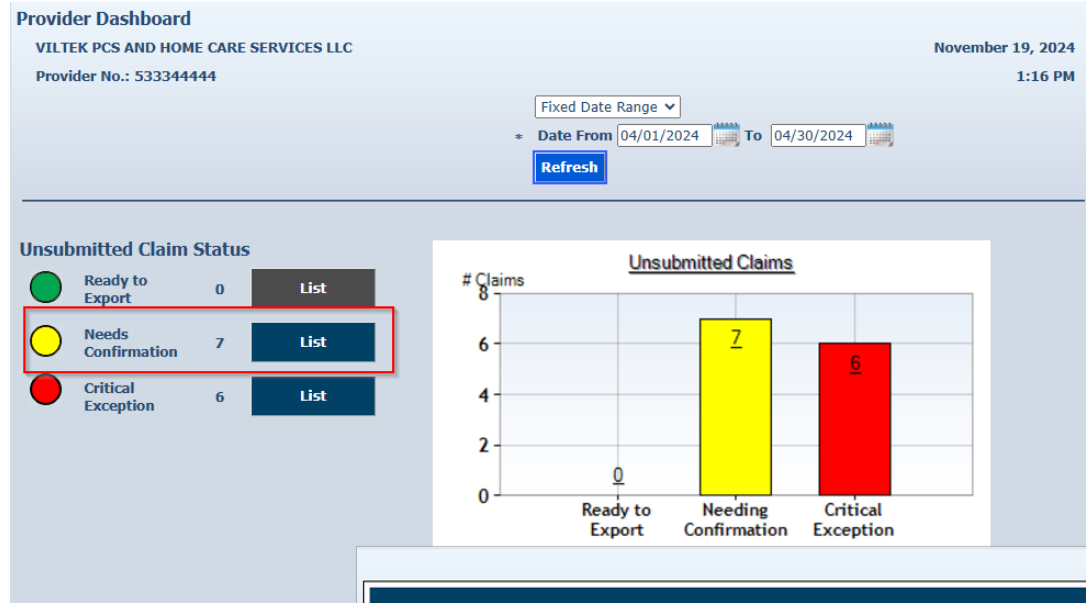 Provider Dashboard
VILTEK PCS AND HOME CARE SERVICES LLC
November 19, 2024
Provider No.: 533344444
1:16 PM
Fixed Date Range
* Date From 04/01/2024 To 04/30/2024
Refresh
Unsubmitted Claim Status
Ready to
Export
0
List
Needs
Confirmation
7
List
Critical
Exception
6
List
Unsubmitted Claims
# Claims
8
6
4
2
0
0
7
6
Ready to
Export
Needing
Confirmation
Critical
Exception